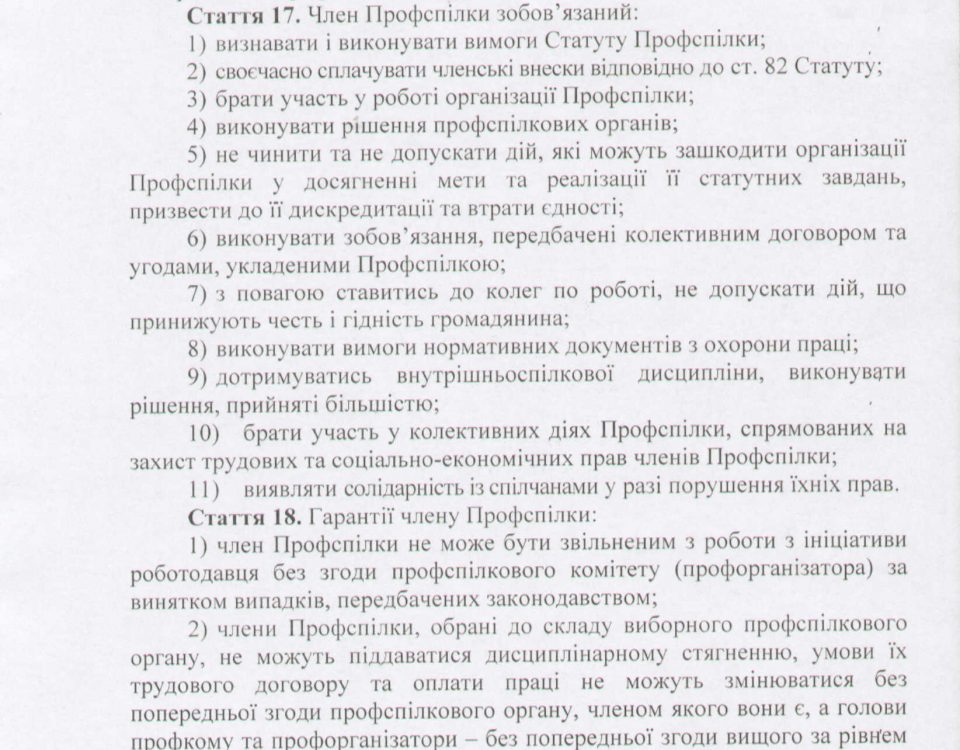 Стаття 17. Член Профспілки зобов’язаний:
1) визнавати і виконувати вимоги Статуту Профспілки;
2) своєчасно сплачувати членські внески відповідно до ст. 82 Статуту;
3) брати участь у роботі організації Профспілки;
4) виконувати рішення профспілкових органів;
5) не чинити та не допускати дій, які можуть зашкодити організації
Профспілки у досягненні мети та реалізації її статутних завдань,
призвести до її дискредитації та втрати єдності;
6) виконувати зобов’язання, передбачені колективним договором та
угодами, укладеними Профспілкою;
7) з повагою ставитись до колег по роботі, не допускати дій, що
принижують честь і гідність громадянина;
8) виконувати вимоги нормативних документів з охорони праці;
9) дотримуватись внутрішньоспілкової дисципліни, виконувати
рішення, прийняті більшістю;
10) брати участь у колективних діях Профспілки, спрямованих на
захист трудових та соціально-економічних прав членів Профспілки;
11) виявляти солідарність із спілчанами у разі порушення їхніх прав.
Стаття 18. Гарантії члену Профспілки:
1) член Профспілки не може бути звільненим з роботи з ініціативи
роботодавця без згоди профспілкового комітету (профорганізатора) за
винятком випадків, передбачених законодавством;
2) члени Профспілки, обрані до складу виборного профспілкового
органу, не можуть піддаватися дисциплінарному стягненню, умови їх
трудового договору та оплати праці не можуть змінюватися без
попередньої згоди профспілкового органу, членом якого вони є, а голови
профкому та профорганізатори – без попередньої згоди вищого за рівнем